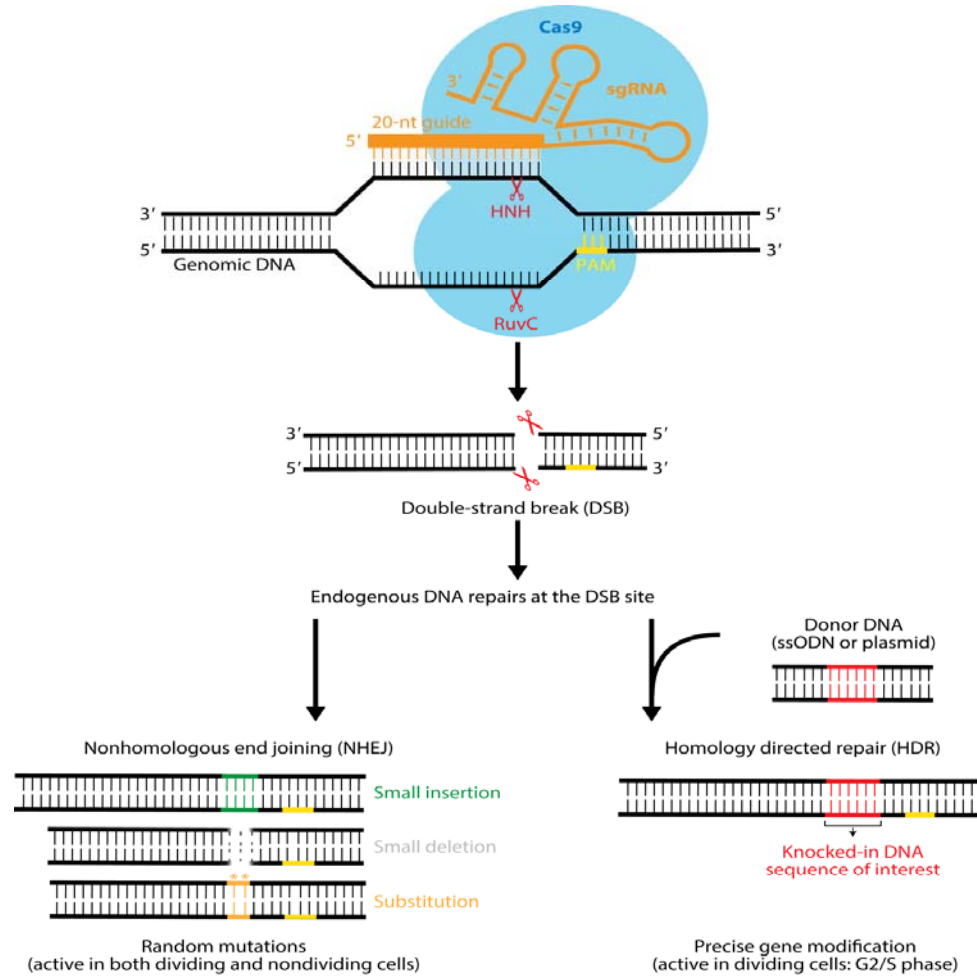 Cas9
3′
sgRNA
20-nt guide
5′
HNH
3′
5′
5′
3′
Genomic DNA
PAM
RuvC
3′
5′
5′
3′
Double-strand break (DSB)
Endogenous DNA repairs at the DSB site
Donor DNA
(ssODN or plasmid)
Nonhomologous end joining (NHEJ)
Homology directed repair (HDR)
Small insertion
Small deletion
Knocked-in DNA
sequence of interest
* *
Substitution
Random mutations
(active in both dividing and nondividing cells)
Precise gene modification
(active in dividing cells: G2/S phase)